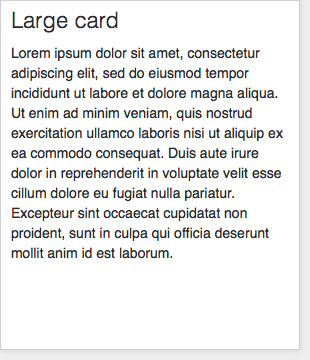 Large card
Lorem ipsum dolor sit amet, consectetur
adipiscing elit, sed do eiusmod tempor
incididunt ut labore et dolore magna aliqua.
Ut enim ad minim veniam, quis nostrud
exercitation ullamco laboris nisi ut aliquip ex
ea commodo consequat. Duis aute irure
dolor in reprehenderit in voluptate velit esse
cillum dolore eu fugiat nulla pariatur.
Excepteur sint occaecat cupidatat non
proident, sunt in culpa qui officia deserunt
mollit anim id est laborum.